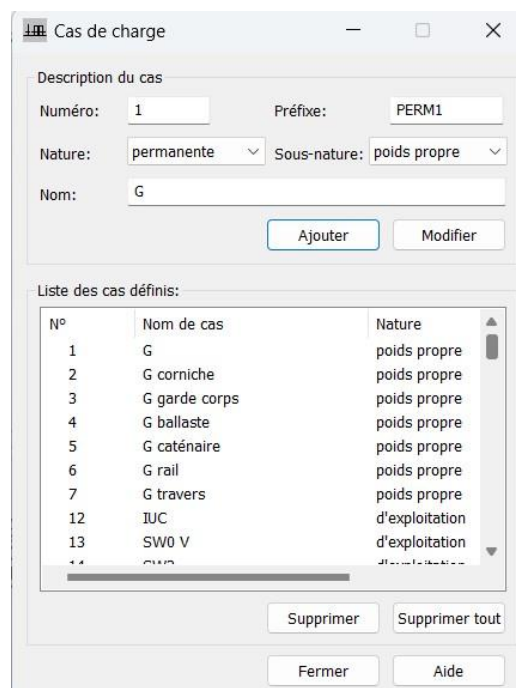 Cas de charge
Description du cas
Numéro: 1 Préfixe: PERM1
Nature: permanente Sous-nature: poids propre
Nom: G
Ajouter Modifier
Liste des cas définis:
N° Nom de cas Nature
1 G poids propre
2 G corniche poids propre
3 G garde corps poids propre
4 G ballaste poids propre
5 G caténaire poids propre
6 G rail poids propre
7 G travers poids propre
12 IUC d'exploitation
13 SW0 V d'exploitation
Supprimer Supprimer tout
Fermer Aide